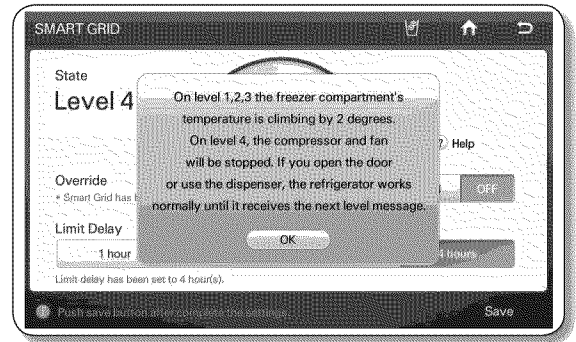 SMART GRID
State
Level 4
On level 1,2,3 the freezer compartment's
temperature is climbing by 2 degrees.
On level 4, the compressor and fan
will be stopped. If you open the door
or use the dispenser, the refrigerator works
normally until it receives the next level message.
OK
? Help
Override
* Smart Grid has
OFF
Limit Delay
1 hour
4 hours
Limit delay has been set to 4 hour(s).
Push save button after complete the settings.
Save